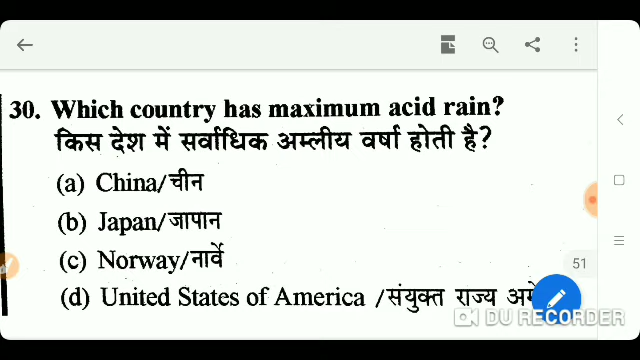 30. Which country has maximum acid rain?
किस देश में सर्वाधिक अम्लीय वर्षा होती है?
(a) China/चीन
(b) Japan/जापान
(c) Norway/नार्वे
51
(d) United States of America /संयुक्त राज्य
DU RECORDER